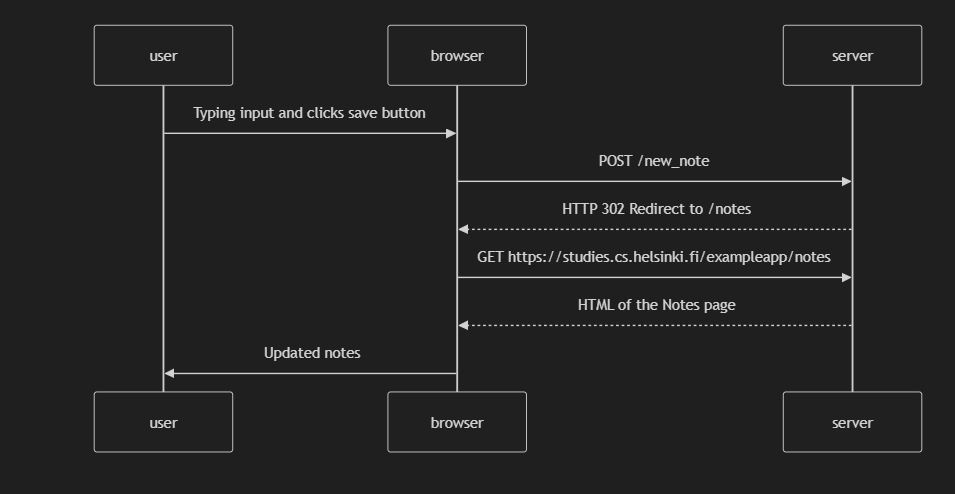 user
browser
server
Typing input and clicks save button
POST /new_note
HTTP 302 Redirect to /notes
GET https://studies.cs.helsinki.fi/exampleapp/notes
HTML of the Notes page
Updated notes
user
browser
server